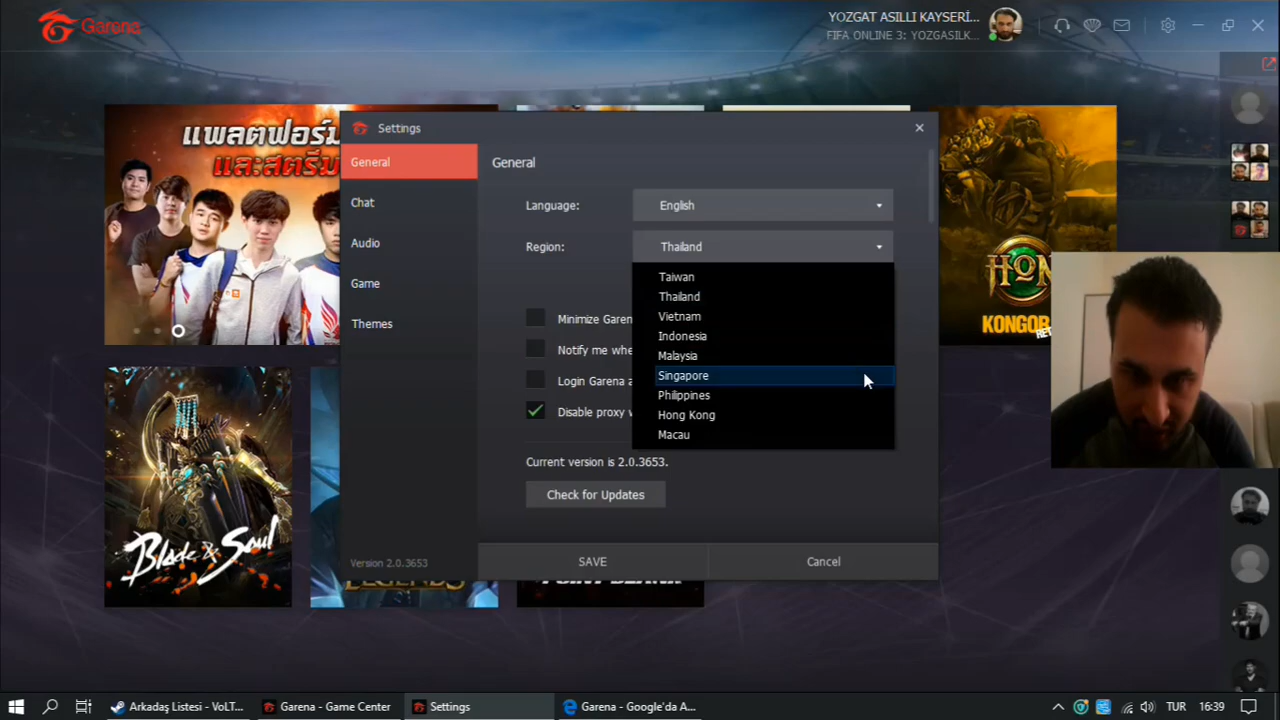 Garena
YOZGAT ASILLI KAYSERİ...
FIFA ONLINE 3: YOZGASILK...
แพลตฟอร์ม
และสตรีม
Settings
General
Chat
Audio
Game
Themes
Version 2.0.3653
General
Language:
English
Region:
Thailand
Taiwan
Thailand
Vietnam
Indonesia
Malaysia
Singapore
Philippines
Hong Kong
Macau
Minimize Garen
Notify me whe
Login Garena a
Disable proxy w
Current version is 2.0.3653.
Check for Updates
SAVE
Cancel
HON
KONGOR
Blade & Soul
LEGENDS
POINT BLANK
Arkadaş Listesi - VoLT...
Garena - Game Center
Settings
Garena - Google'da A...
TUR
16:39